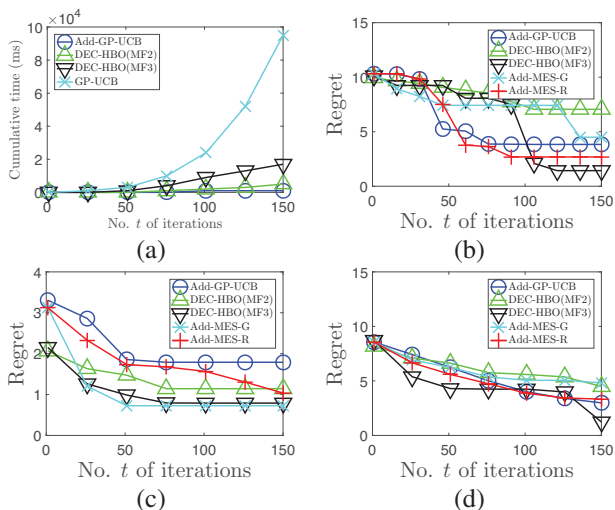 × 10⁴
10
8
6
4
2
0
0 50 100 150
Cumulative time (ms)
No. t of iterations
Add-GP-UCB
DEC-HBO(MF2)
DEC-HBO(MF3)
GP-UCB
(a)
15
10
5
0
0 50 100 150
Regret
No. t of iterations
Add-GP-UCB
DEC-HBO(MF2)
DEC-HBO(MF3)
Add-MES-G
Add-MES-R
(b)
4
3
2
1
0
0 50 100 150
Regret
No. t of iterations
Add-GP-UCB
DEC-HBO(MF2)
DEC-HBO(MF3)
Add-MES-G
Add-MES-R
(c)
15
10
5
0
0 50 100 150
Regret
No. t of iterations
Add-GP-UCB
DEC-HBO(MF2)
DEC-HBO(MF3)
Add-MES-G
Add-MES-R
(d)